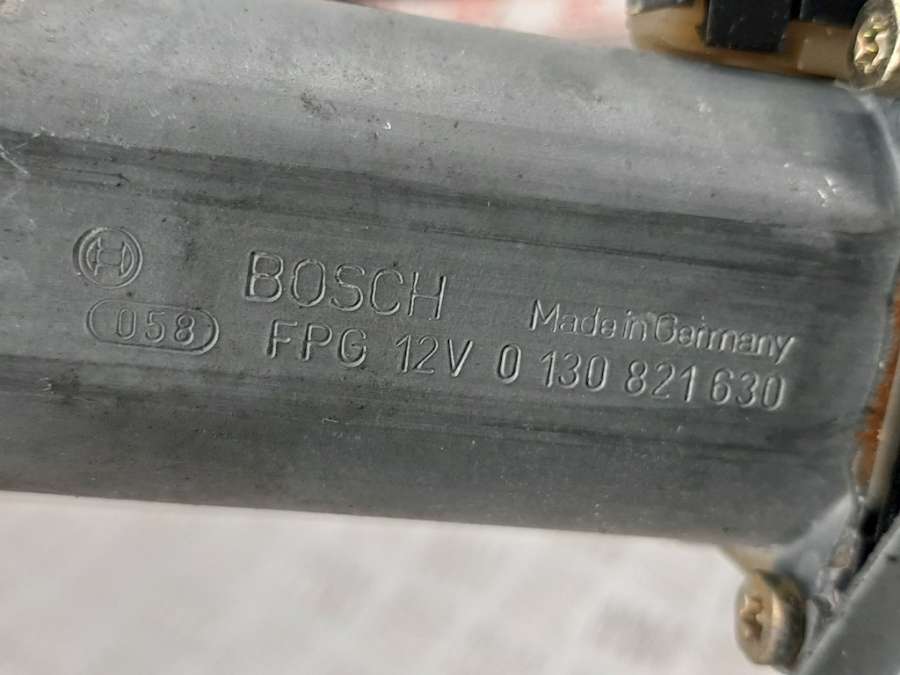 BOSCH
Made in Germany
058 FPG 12V 0 130 821 630